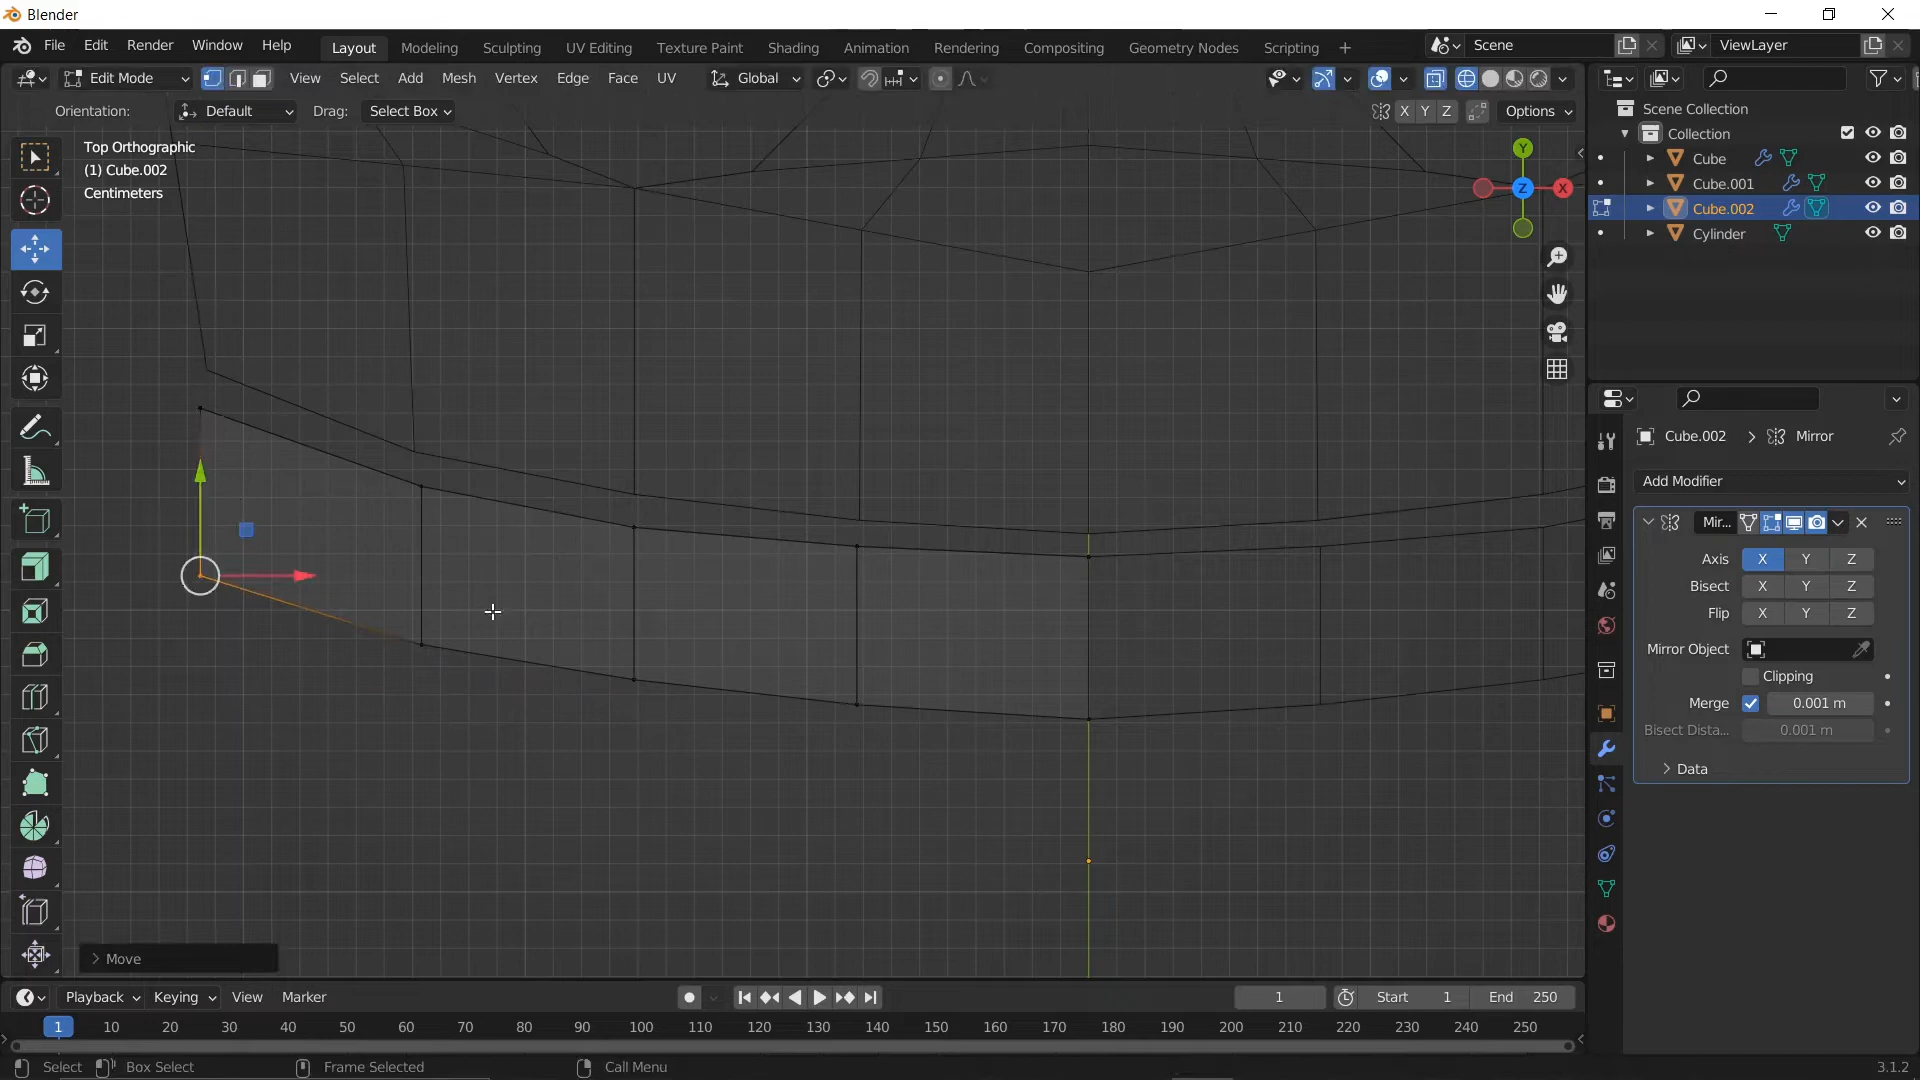 Blender
File Edit Render Window Help Layout Modeling Sculpting UV Editing Texture Paint Shading Animation Rendering Compositing Geometry Nodes Scripting Scene ViewLayer
Edit Mode View Select Add Mesh Vertex Edge Face UV Global
Orientation: Default Drag: Select Box X Y Z Options
Top Orthographic
(1) Cube.002
Centimeters
Y
Z
X
Scene Collection
Collection
Cube
Cube.001
Cube.002
Cylinder
Cube.002 > Mirror
Add Modifier
Mir...
Axis X Y Z
Bisect X Y Z
Flip X Y Z
Mirror Object
Clipping
Merge 0.001 m
Bisect Dista... 0.001 m
Data
Move
Playback Keying View Marker 1 Start 1 End 250
1 10 20 30 40 50 60 70 80 90 100 110 120 130 140 150 160 170 180 190 200 210 220 230 240 250
Select Box Select Frame Selected Call Menu 3.1.2